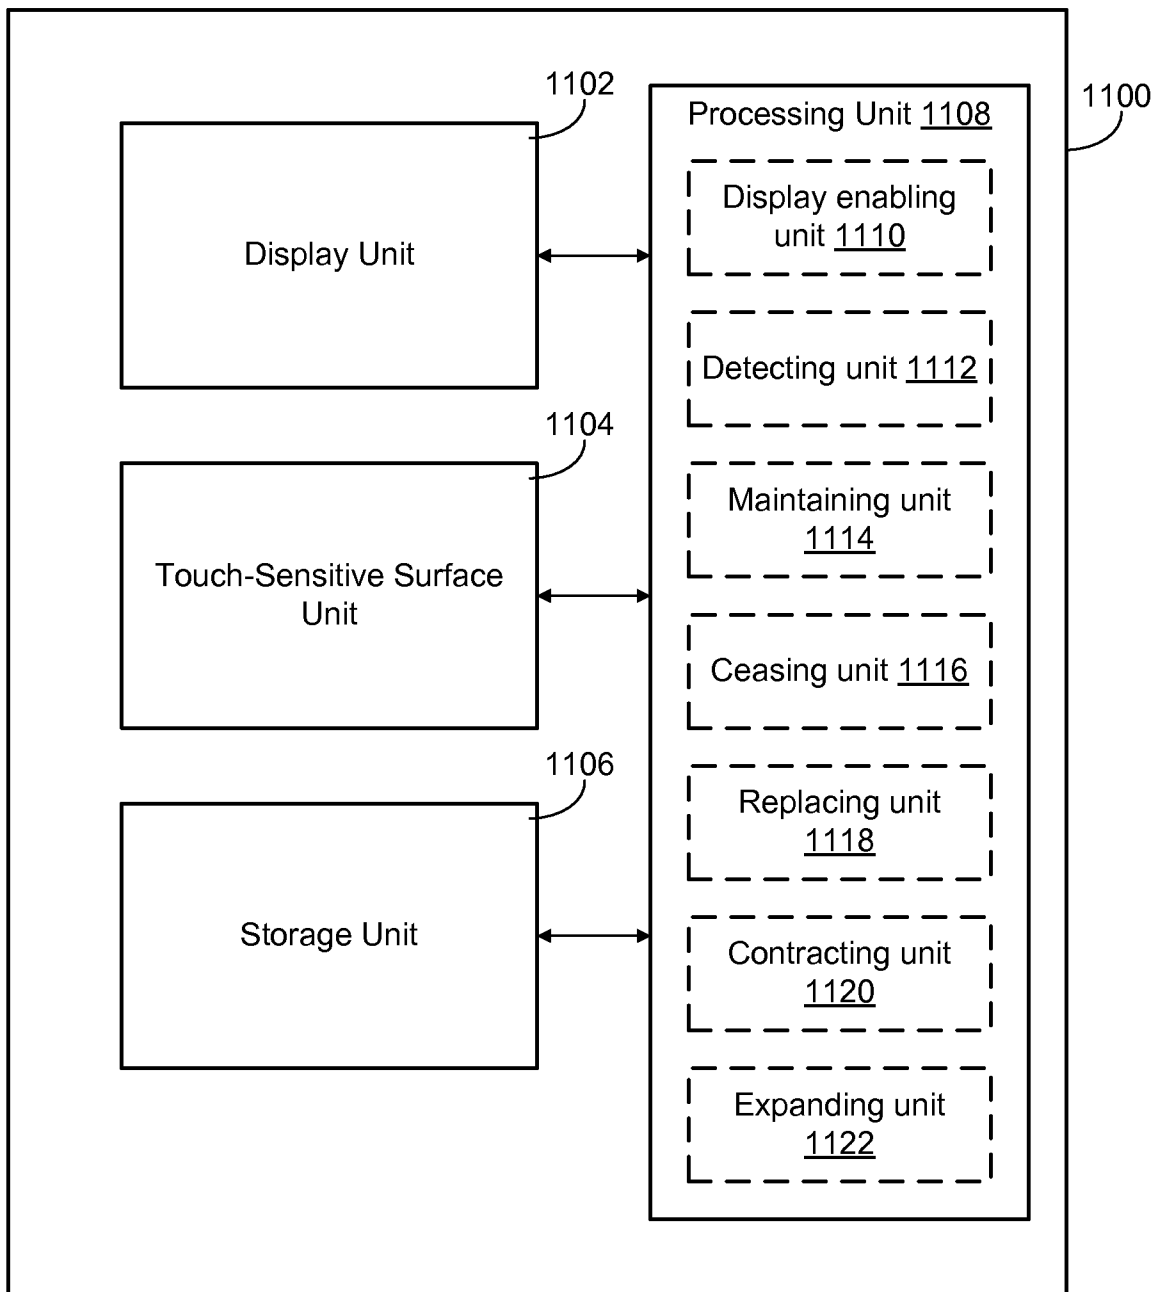 1100
1102
Display Unit
1104
Touch-Sensitive Surface
Unit
1106
Storage Unit
Processing Unit 1108
Display enabling
unit 1110
Detecting unit 1112
Maintaining unit
1114
Ceasing unit 1116
Replacing unit
1118
Contracting unit
1120
Expanding unit
1122